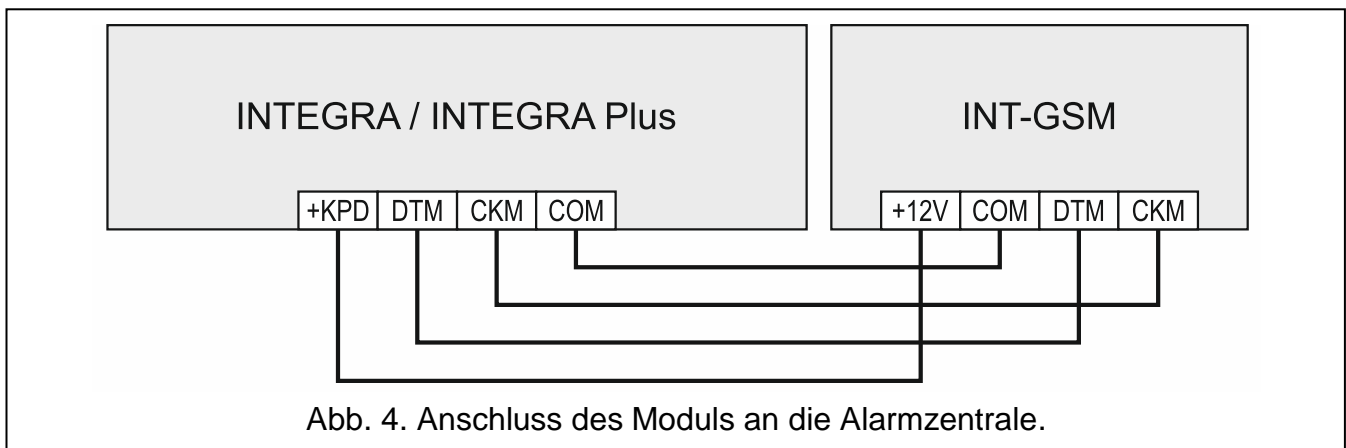 INTEGRA / INTEGRA Plus
INT-GSM
+KPD DTM CKM COM
+12V COM DTM CKM
Abb. 4. Anschluss des Moduls an die Alarmzentrale.